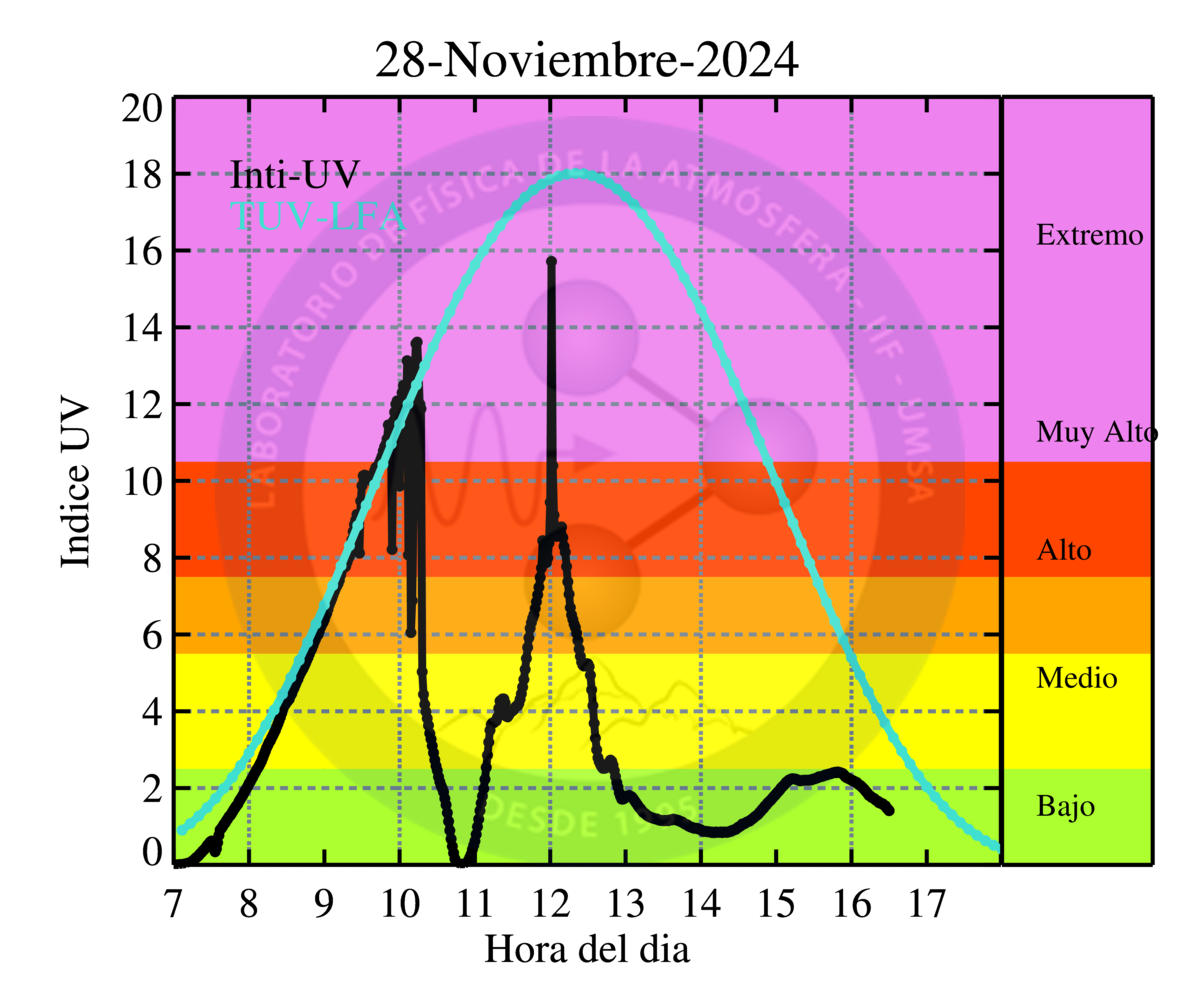 28-Noviembre-2024
Inti-UV
TUV-LFA
Indice UV
20
18
16
14
12
10
8
6
4
2
0
7 8 9 10 11 12 13 14 15 16 17
Hora del dia
Extremo
Muy Alto
Alto
Medio
Bajo
LABORATORIO DE FÍSICA DE LA ATMÓSFERA - IIF - UMSA
DESDE 1995